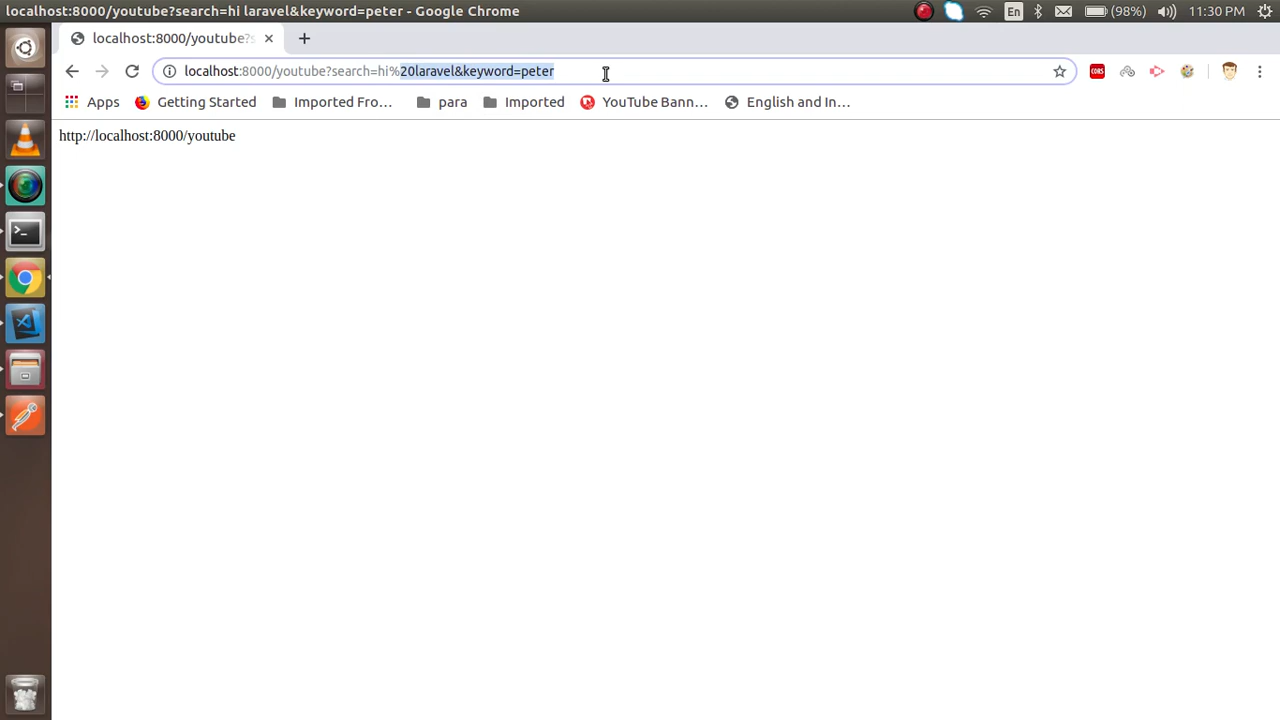 localhost:8000/youtube?search=hi laravel&keyword=peter - Google Chrome
En
(98%)
11:30 PM
localhost:8000/youtube?s
localhost:8000/youtube?search=hi%20laravel&keyword=peter
CORS
Apps
Getting Started
Imported Fro...
para
Imported
YouTube Bann...
English and In...
http://localhost:8000/youtube